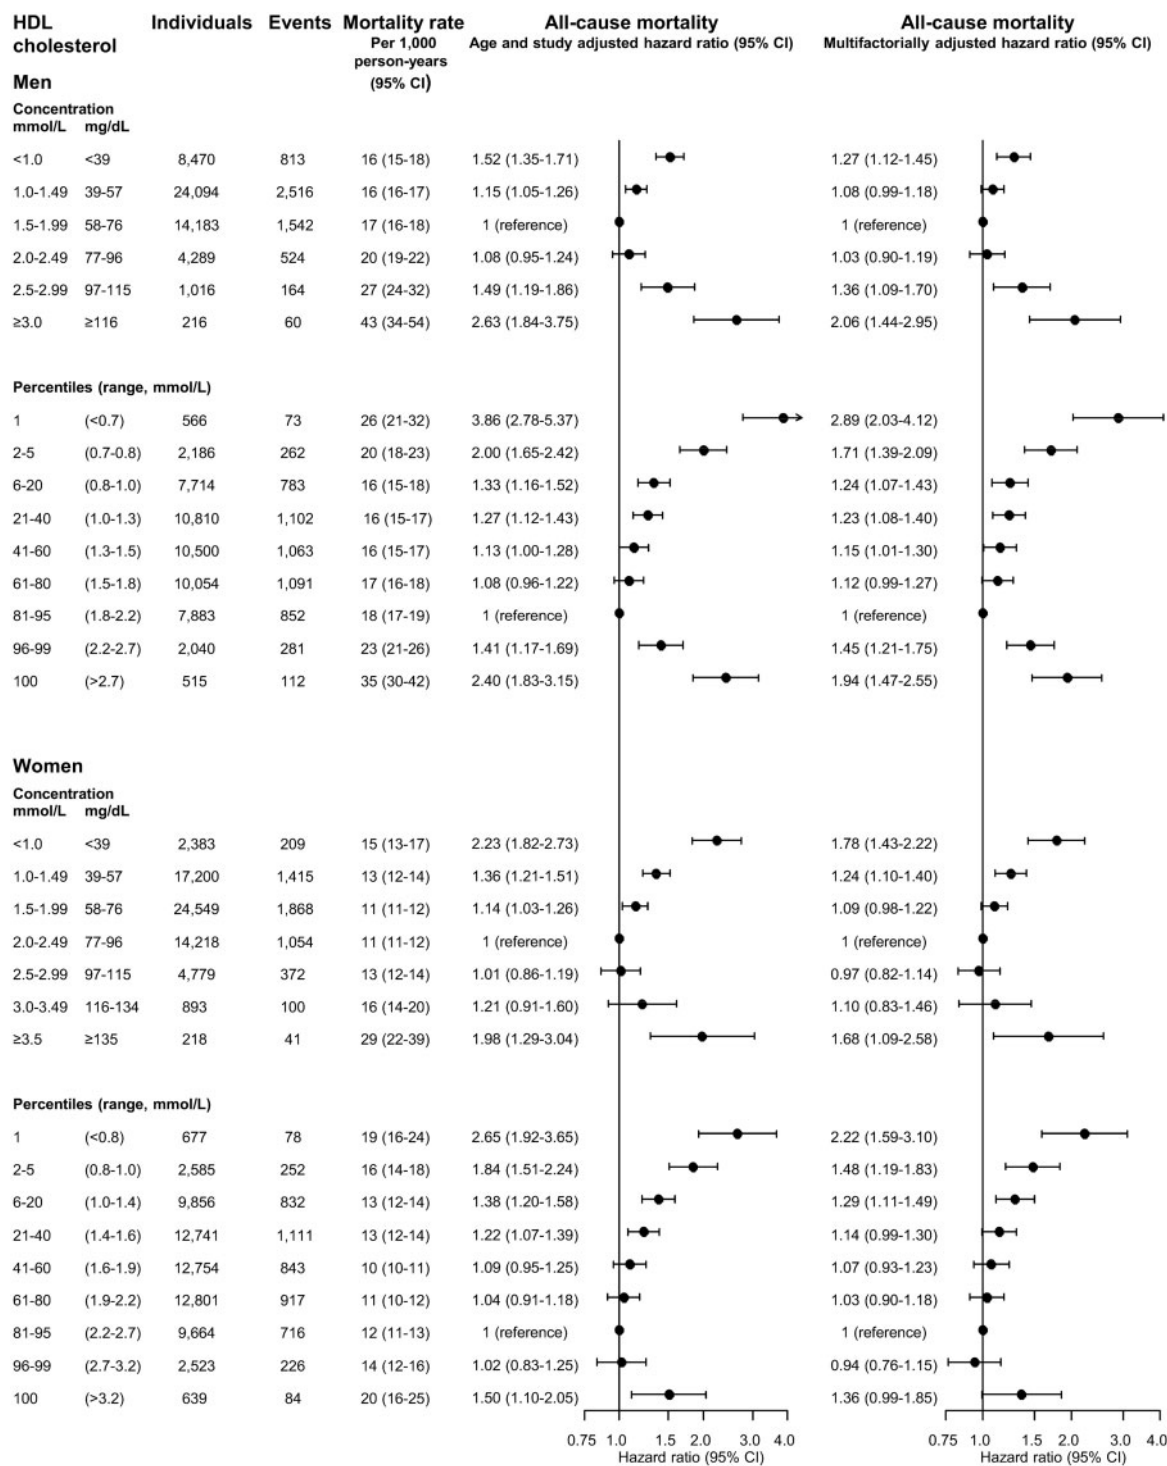 HDL cholesterol Individuals Events Mortality rate All-cause mortality All-cause mortality
Per 1,000 person-years (95% CI) Age and study adjusted hazard ratio (95% CI) Multifactorially adjusted hazard ratio (95% CI)
Men
Concentration
mmol/L mg/dL
<1.0 <39 8,470 813 16 (15-18) 1.52 (1.35-1.71) 1.27 (1.12-1.45)
1.0-1.49 39-57 24,094 2,516 16 (16-17) 1.15 (1.05-1.26) 1.08 (0.99-1.18)
1.5-1.99 58-76 14,183 1,542 17 (16-18) 1 (reference) 1 (reference)
2.0-2.49 77-96 4,289 524 20 (19-22) 1.08 (0.95-1.24) 1.03 (0.90-1.19)
2.5-2.99 97-115 1,016 164 27 (24-32) 1.49 (1.19-1.86) 1.36 (1.09-1.70)
≥3.0 ≥116 216 60 43 (34-54) 2.63 (1.84-3.75) 2.06 (1.44-2.95)
Percentiles (range, mmol/L)
1 (<0.7) 566 73 26 (21-32) 3.86 (2.78-5.37) 2.89 (2.03-4.12)
2-5 (0.7-0.8) 2,186 262 20 (18-23) 2.00 (1.65-2.42) 1.71 (1.39-2.09)
6-20 (0.8-1.0) 7,714 783 16 (15-18) 1.33 (1.16-1.52) 1.24 (1.07-1.43)
21-40 (1.0-1.3) 10,810 1,102 16 (15-17) 1.27 (1.12-1.43) 1.23 (1.08-1.40)
41-60 (1.3-1.5) 10,500 1,063 16 (15-17) 1.13 (1.00-1.28) 1.15 (1.01-1.30)
61-80 (1.5-1.8) 10,054 1,091 17 (16-18) 1.08 (0.96-1.22) 1.12 (0.99-1.27)
81-95 (1.8-2.2) 7,883 852 18 (17-19) 1 (reference) 1 (reference)
96-99 (2.2-2.7) 2,040 281 23 (21-26) 1.41 (1.17-1.69) 1.45 (1.21-1.75)
100 (>2.7) 515 112 35 (30-42) 2.40 (1.83-3.15) 1.94 (1.47-2.55)
Women
Concentration
mmol/L mg/dL
<1.0 <39 2,383 209 15 (13-17) 2.23 (1.82-2.73) 1.78 (1.43-2.22)
1.0-1.49 39-57 17,200 1,415 13 (12-14) 1.36 (1.21-1.51) 1.24 (1.10-1.40)
1.5-1.99 58-76 24,549 1,868 11 (11-12) 1.14 (1.03-1.26) 1.09 (0.98-1.22)
2.0-2.49 77-96 14,218 1,054 11 (11-12) 1 (reference) 1 (reference)
2.5-2.99 97-115 4,779 372 13 (12-14) 1.01 (0.86-1.19) 0.97 (0.82-1.14)
3.0-3.49 116-134 893 100 16 (14-20) 1.21 (0.91-1.60) 1.10 (0.83-1.46)
≥3.5 ≥135 218 41 29 (22-39) 1.98 (1.29-3.04) 1.68 (1.09-2.58)
Percentiles (range, mmol/L)
1 (<0.8) 677 78 19 (16-24) 2.65 (1.92-3.65) 2.22 (1.59-3.10)
2-5 (0.8-1.0) 2,585 252 16 (14-18) 1.84 (1.51-2.24) 1.48 (1.19-1.83)
6-20 (1.0-1.4) 9,856 832 13 (12-14) 1.38 (1.20-1.58) 1.29 (1.11-1.49)
21-40 (1.4-1.6) 12,741 1,111 13 (12-14) 1.22 (1.07-1.39) 1.14 (0.99-1.30)
41-60 (1.6-1.9) 12,754 843 10 (10-11) 1.09 (0.95-1.25) 1.07 (0.93-1.23)
61-80 (1.9-2.2) 12,801 917 11 (10-12) 1.04 (0.91-1.18) 1.03 (0.90-1.18)
81-95 (2.2-2.7) 9,664 716 12 (11-13) 1 (reference) 1 (reference)
96-99 (2.7-3.2) 2,523 226 14 (12-16) 1.02 (0.83-1.25) 0.94 (0.76-1.15)
100 (>3.2) 639 84 20 (16-25) 1.50 (1.10-2.05) 1.36 (0.99-1.85)
0.75 1.0 1.5 2.0 3.0 4.0 0.75 1.0 1.5 2.0 3.0 4.0
Hazard ratio (95% CI) Hazard ratio (95% CI)